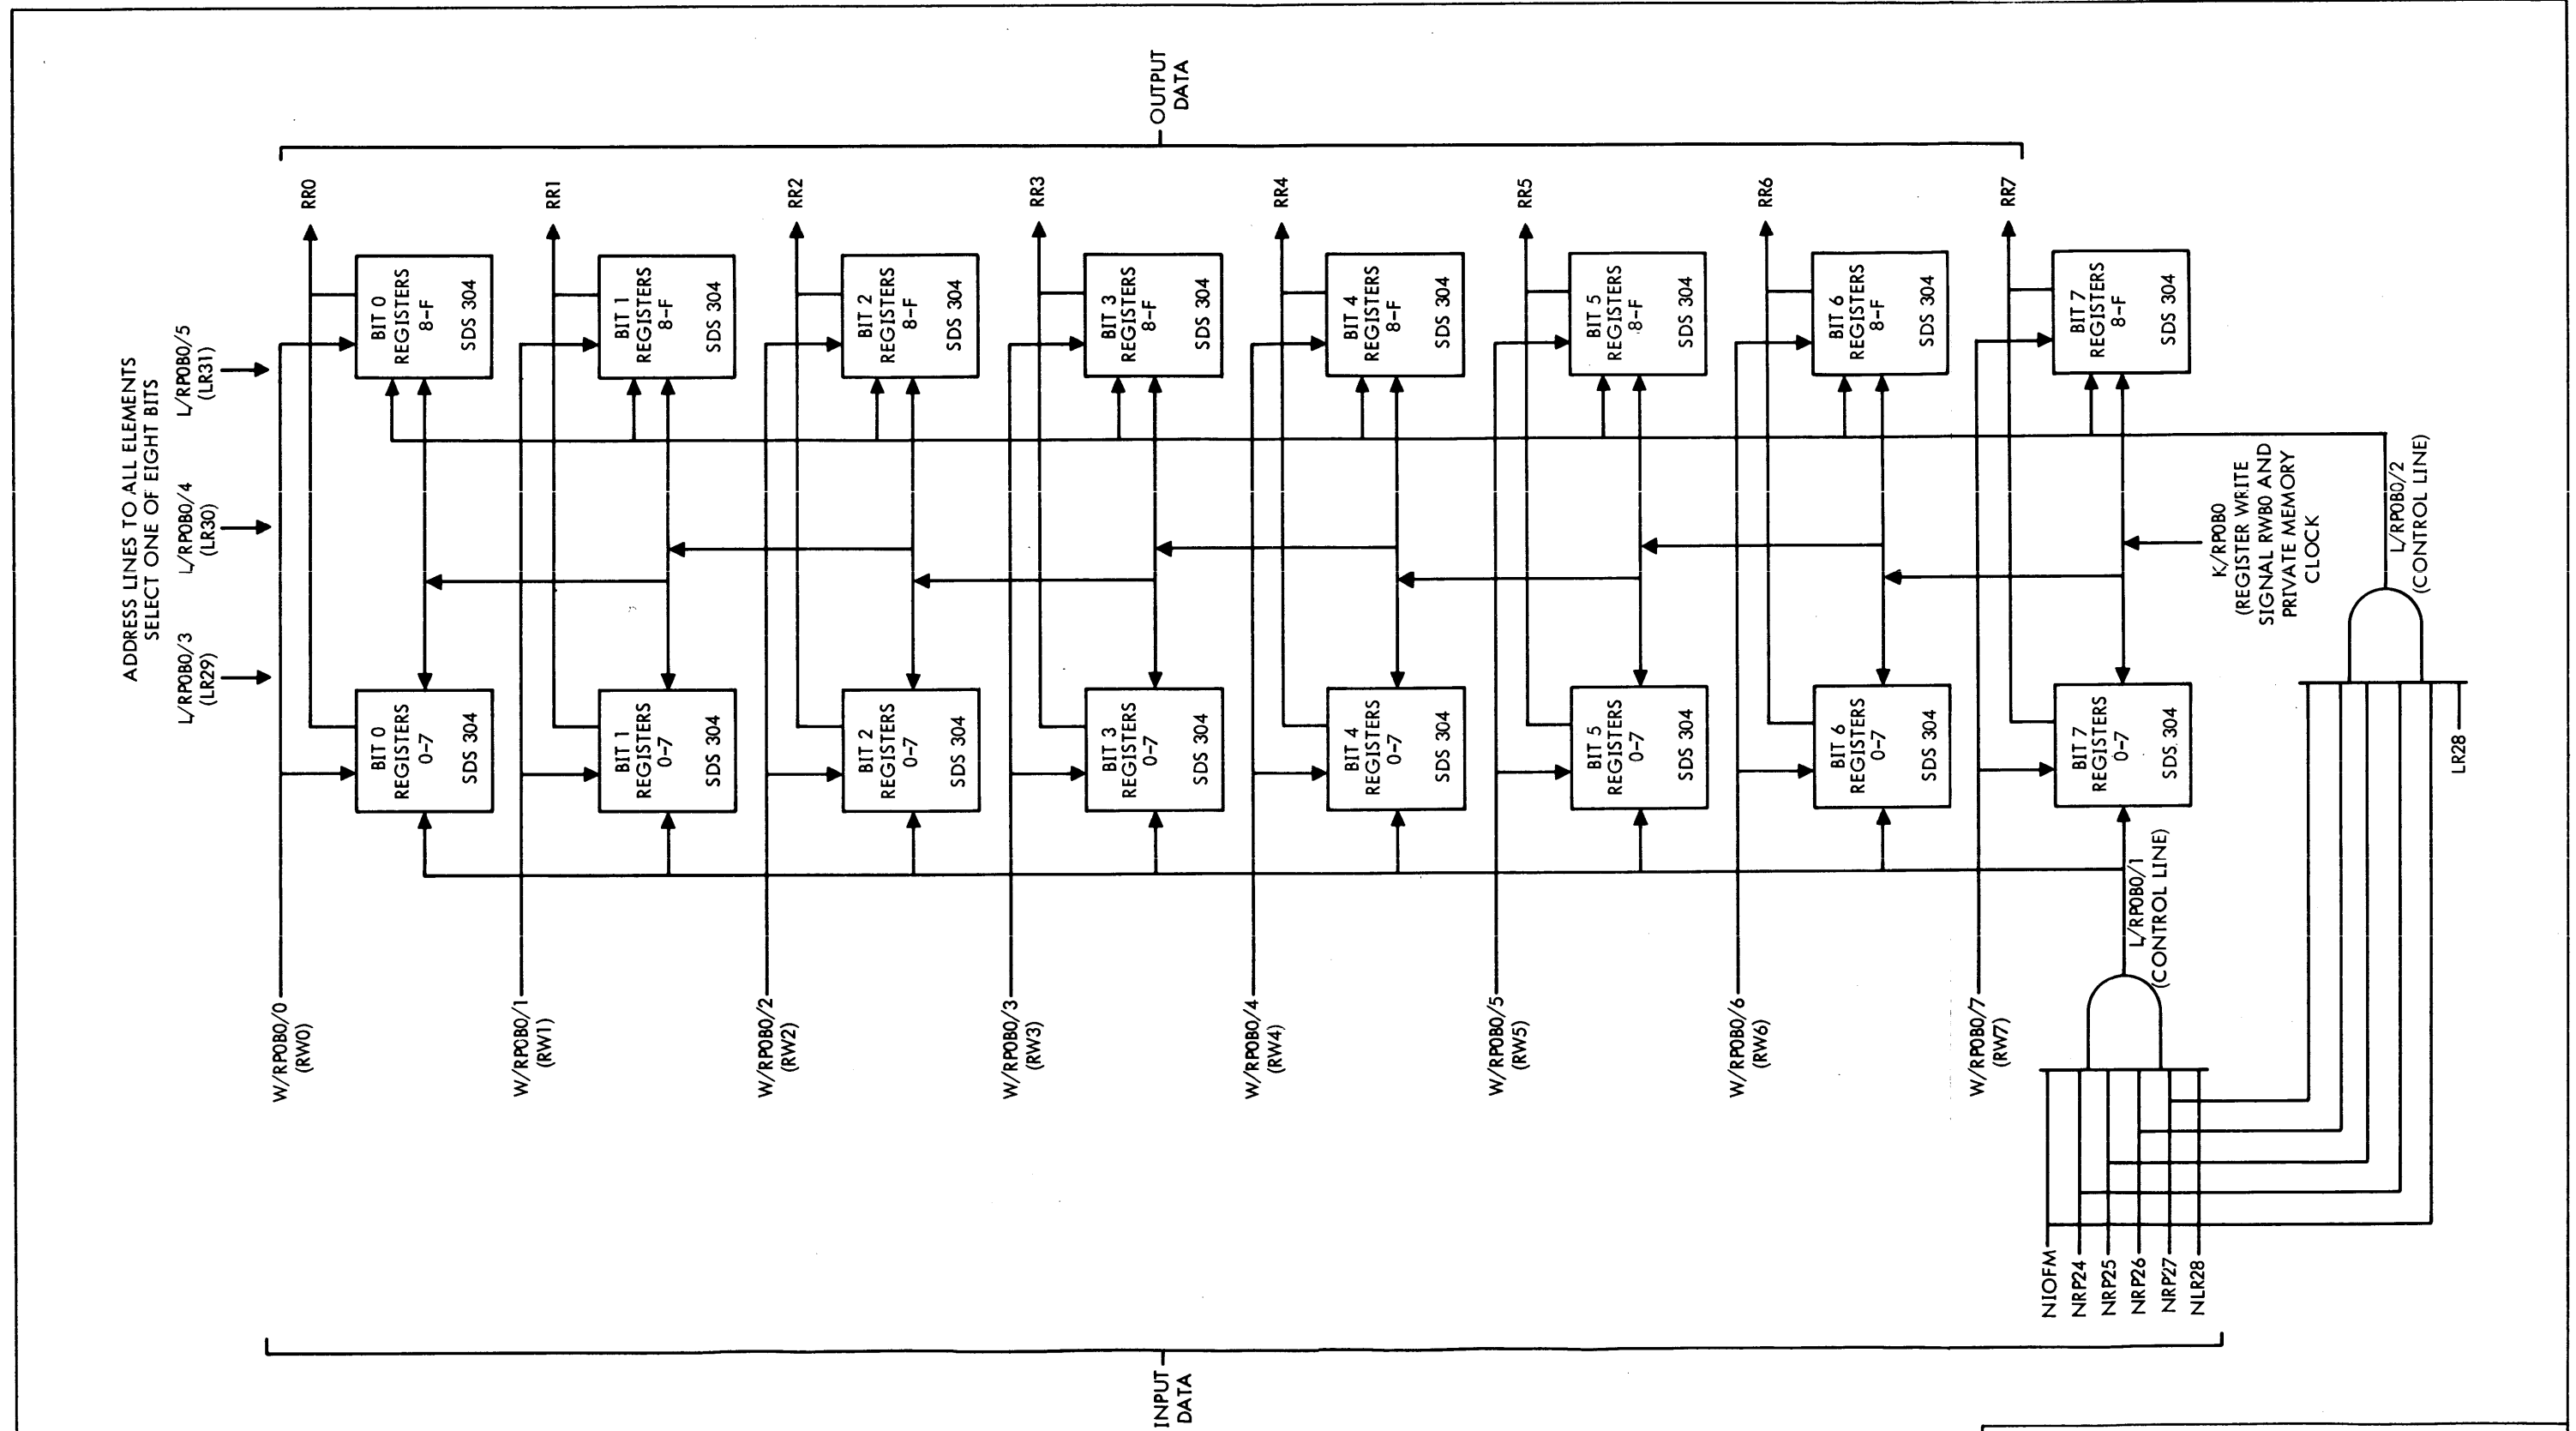 ADDRESS LINES TO ALL ELEMENTS
SELECT ONE OF EIGHT BITS
L/RP0B0/3
(LR29)
L/RP0B0/4
(LR30)
L/RP0B0/5
(LR31)
INPUT
DATA
OUTPUT
DATA
W/RP0B0/0
(RW0)
BIT 0
REGISTERS
0-7
SDS 304
BIT 0
REGISTERS
8-F
SDS 304
RR0
W/RP0B0/1
(RW1)
BIT 1
REGISTERS
0-7
SDS 304
BIT 1
REGISTERS
8-F
SDS 304
RR1
W/RP0B0/2
(RW2)
BIT 2
REGISTERS
0-7
SDS 304
BIT 2
REGISTERS
8-F
SDS 304
RR2
W/RP0B0/3
(RW3)
BIT 3
REGISTERS
0-7
SDS 304
BIT 3
REGISTERS
8-F
SDS 304
RR3
W/RP0B0/4
(RW4)
BIT 4
REGISTERS
0-7
SDS 304
BIT 4
REGISTERS
8-F
SDS 304
RR4
W/RP0B0/5
(RW5)
BIT 5
REGISTERS
0-7
SDS 304
BIT 5
REGISTERS
8-F
SDS 304
RR5
W/RP0B0/6
(RW6)
BIT 6
REGISTERS
0-7
SDS 304
BIT 6
REGISTERS
8-F
SDS 304
RR6
W/RP0B0/7
(RW7)
BIT 7
REGISTERS
0-7
SDS 304
BIT 7
REGISTERS
8-F
SDS 304
RR7
NIOFM
NRP24
NRP25
NRP26
NRP27
NLR28
L/RP0B0/1
(CONTROL LINE)
K/RP0B0
(REGISTER WRITE
SIGNAL RWB0 AND
PRIVATE MEMORY
CLOCK
L/RP0B0/2
(CONTROL LINE)
LR28